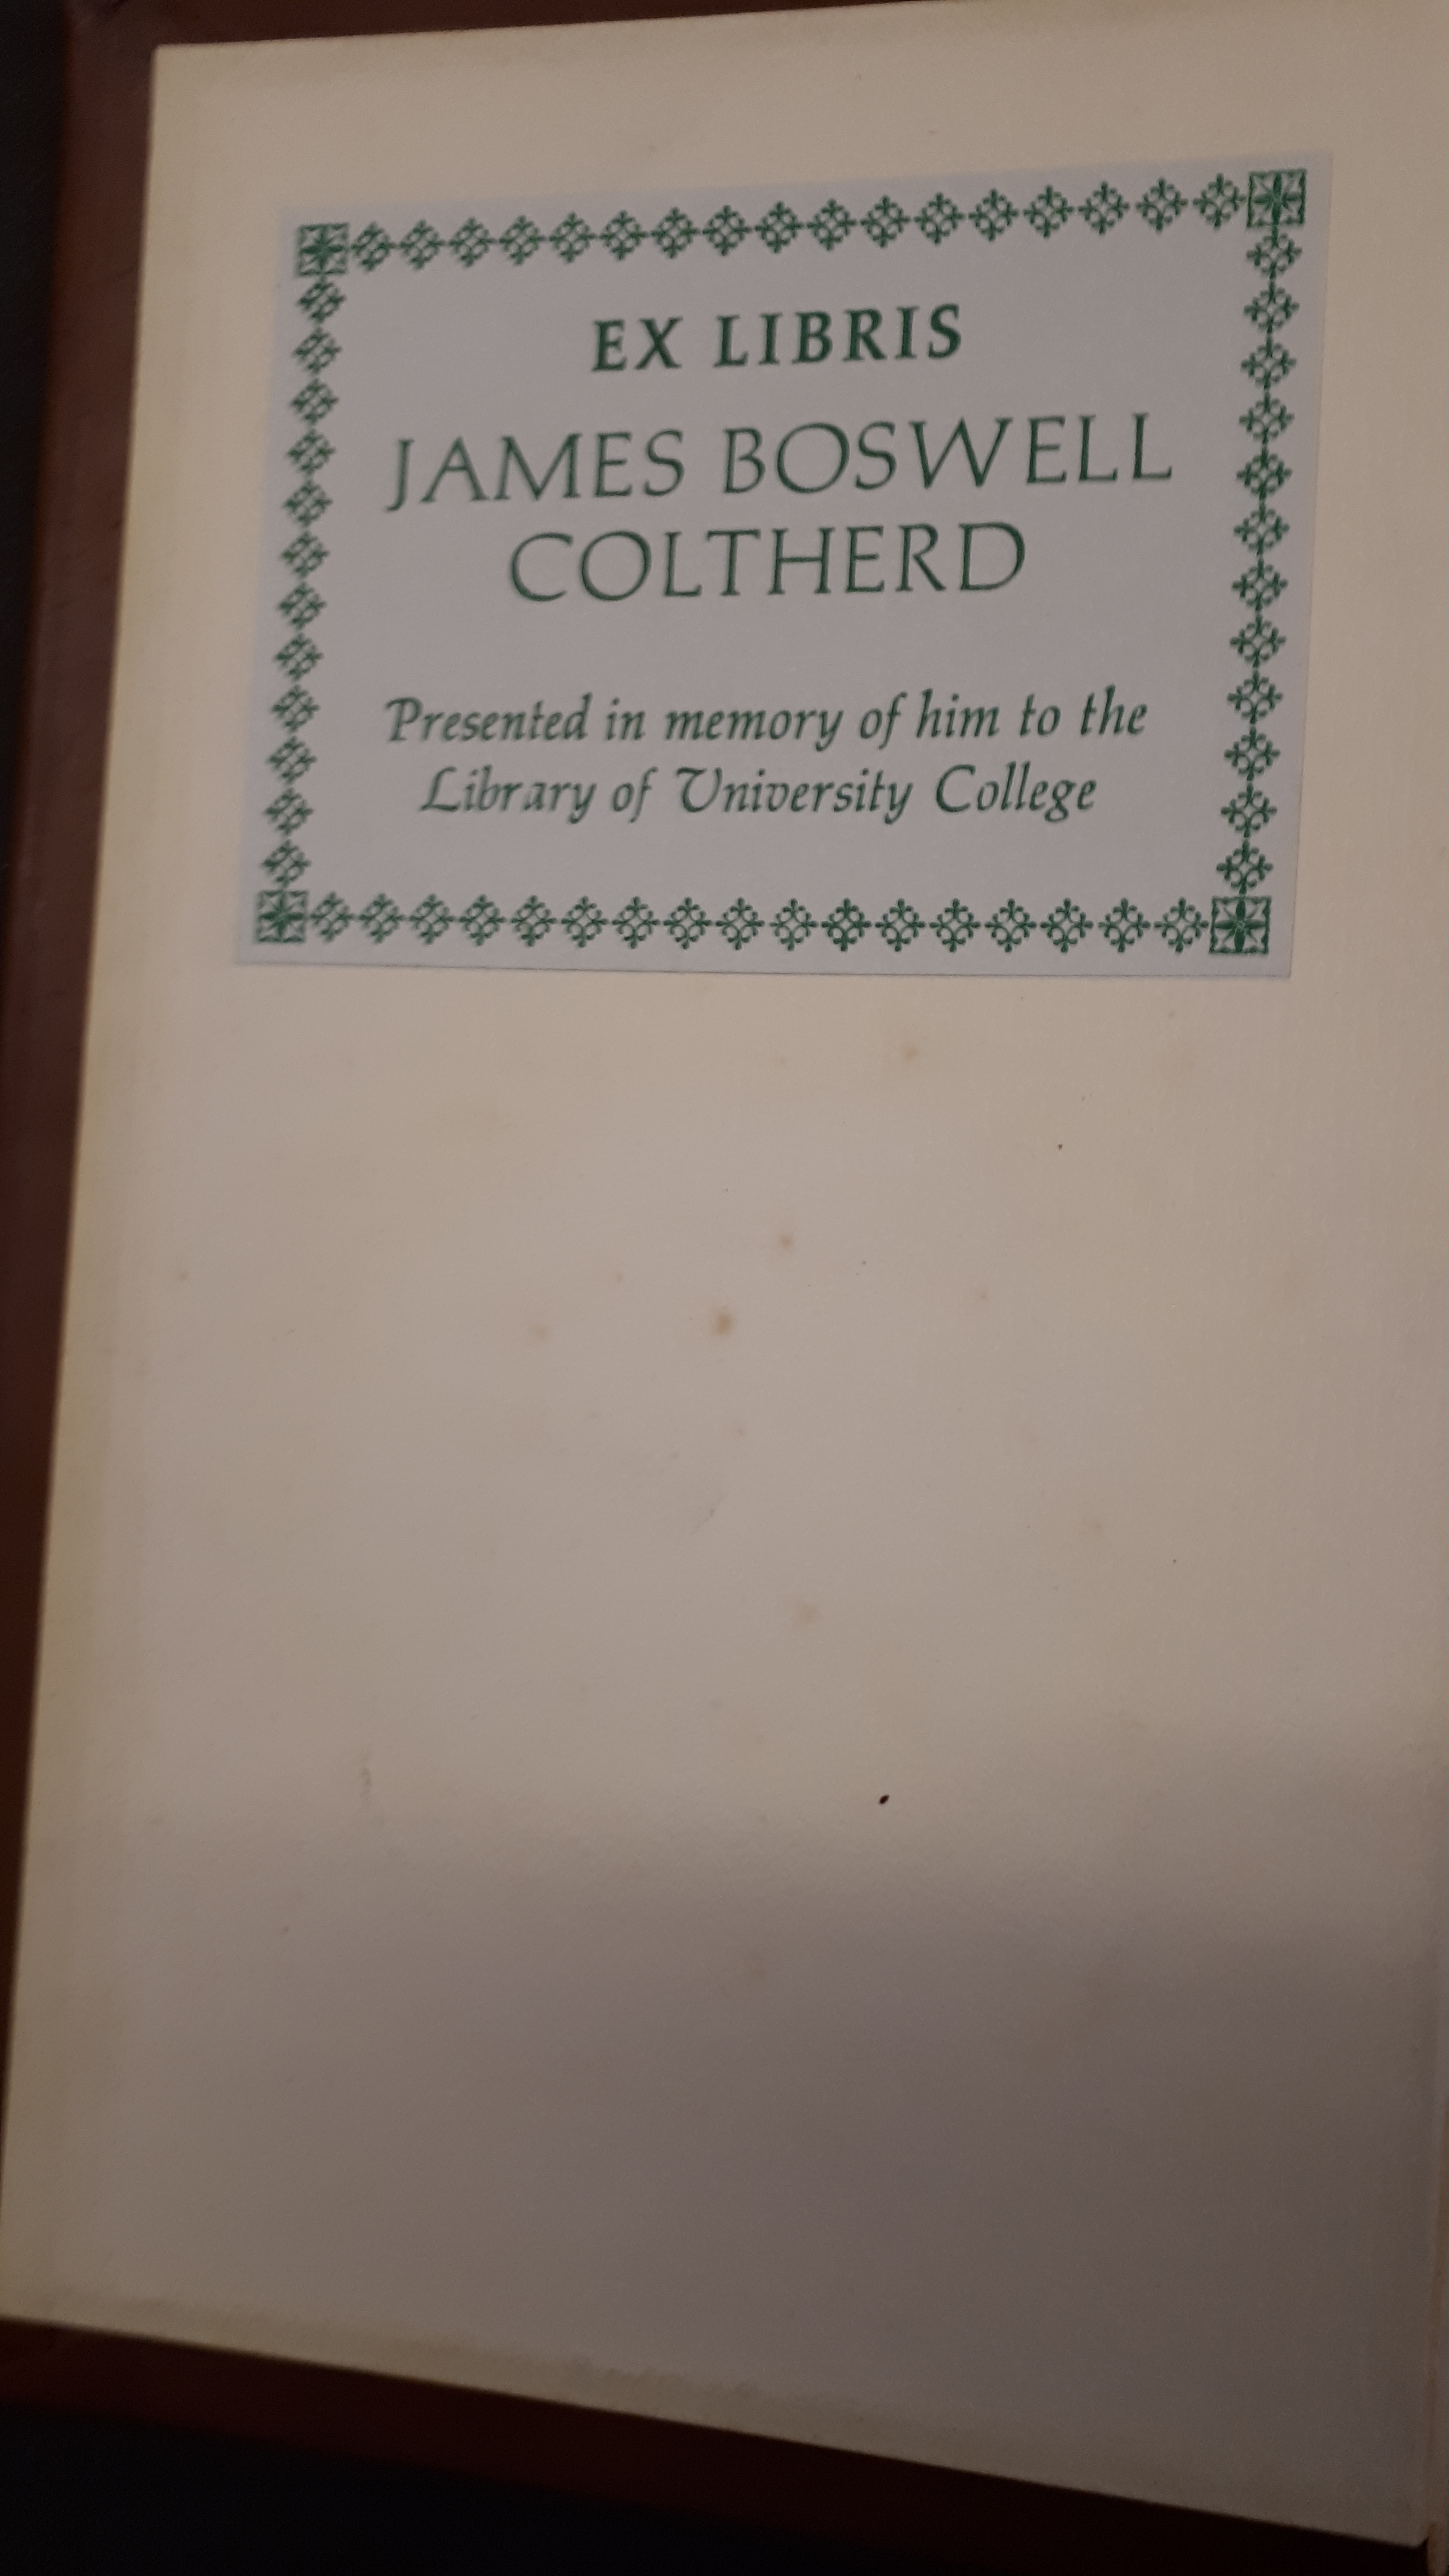 EX LIBRIS
JAMES BOSWELL
COLTHERD
Presented in memory of him to the
Library of University College